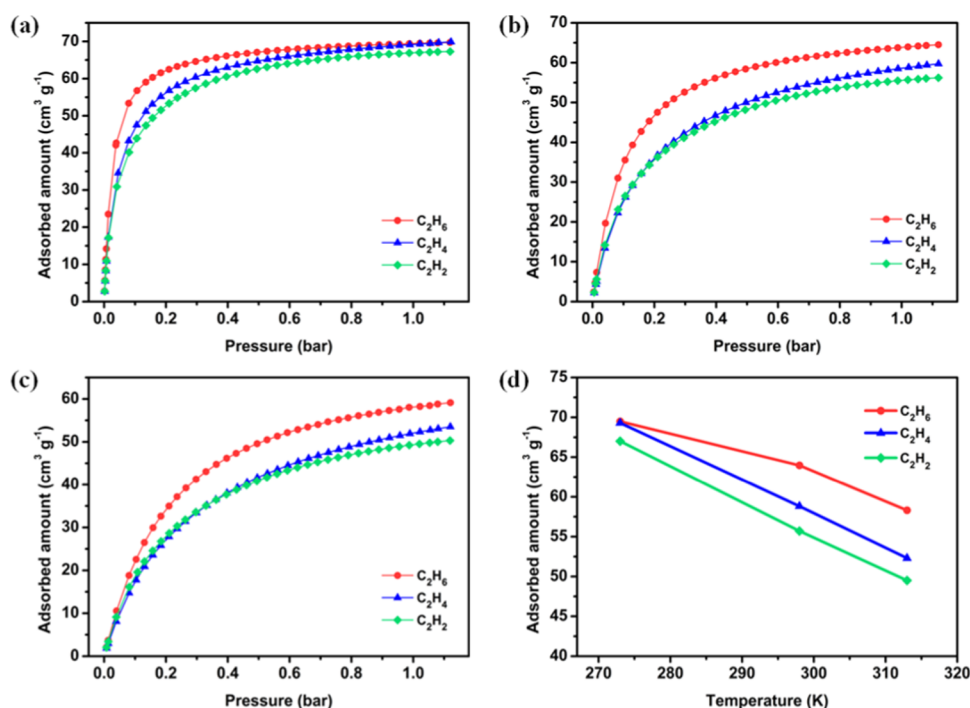 (a)
70
60
50
40
30
20
10
0
Adsorbed amount (cm³ g⁻¹)
C₂H₆
C₂H₄
C₂H₂
0.0 0.2 0.4 0.6 0.8 1.0
Pressure (bar)
(b)
70
60
50
40
30
20
10
0
Adsorbed amount (cm³ g⁻¹)
C₂H₆
C₂H₄
C₂H₂
0.0 0.2 0.4 0.6 0.8 1.0
Pressure (bar)
(c)
60
50
40
30
20
10
0
Adsorbed amount (cm³ g⁻¹)
C₂H₆
C₂H₄
C₂H₂
0.0 0.2 0.4 0.6 0.8 1.0
Pressure (bar)
(d)
75
70
65
60
55
50
45
40
Adsorbed amount (cm³ g⁻¹)
C₂H₆
C₂H₄
C₂H₂
270 280 290 300 310 320
Temperature (K)